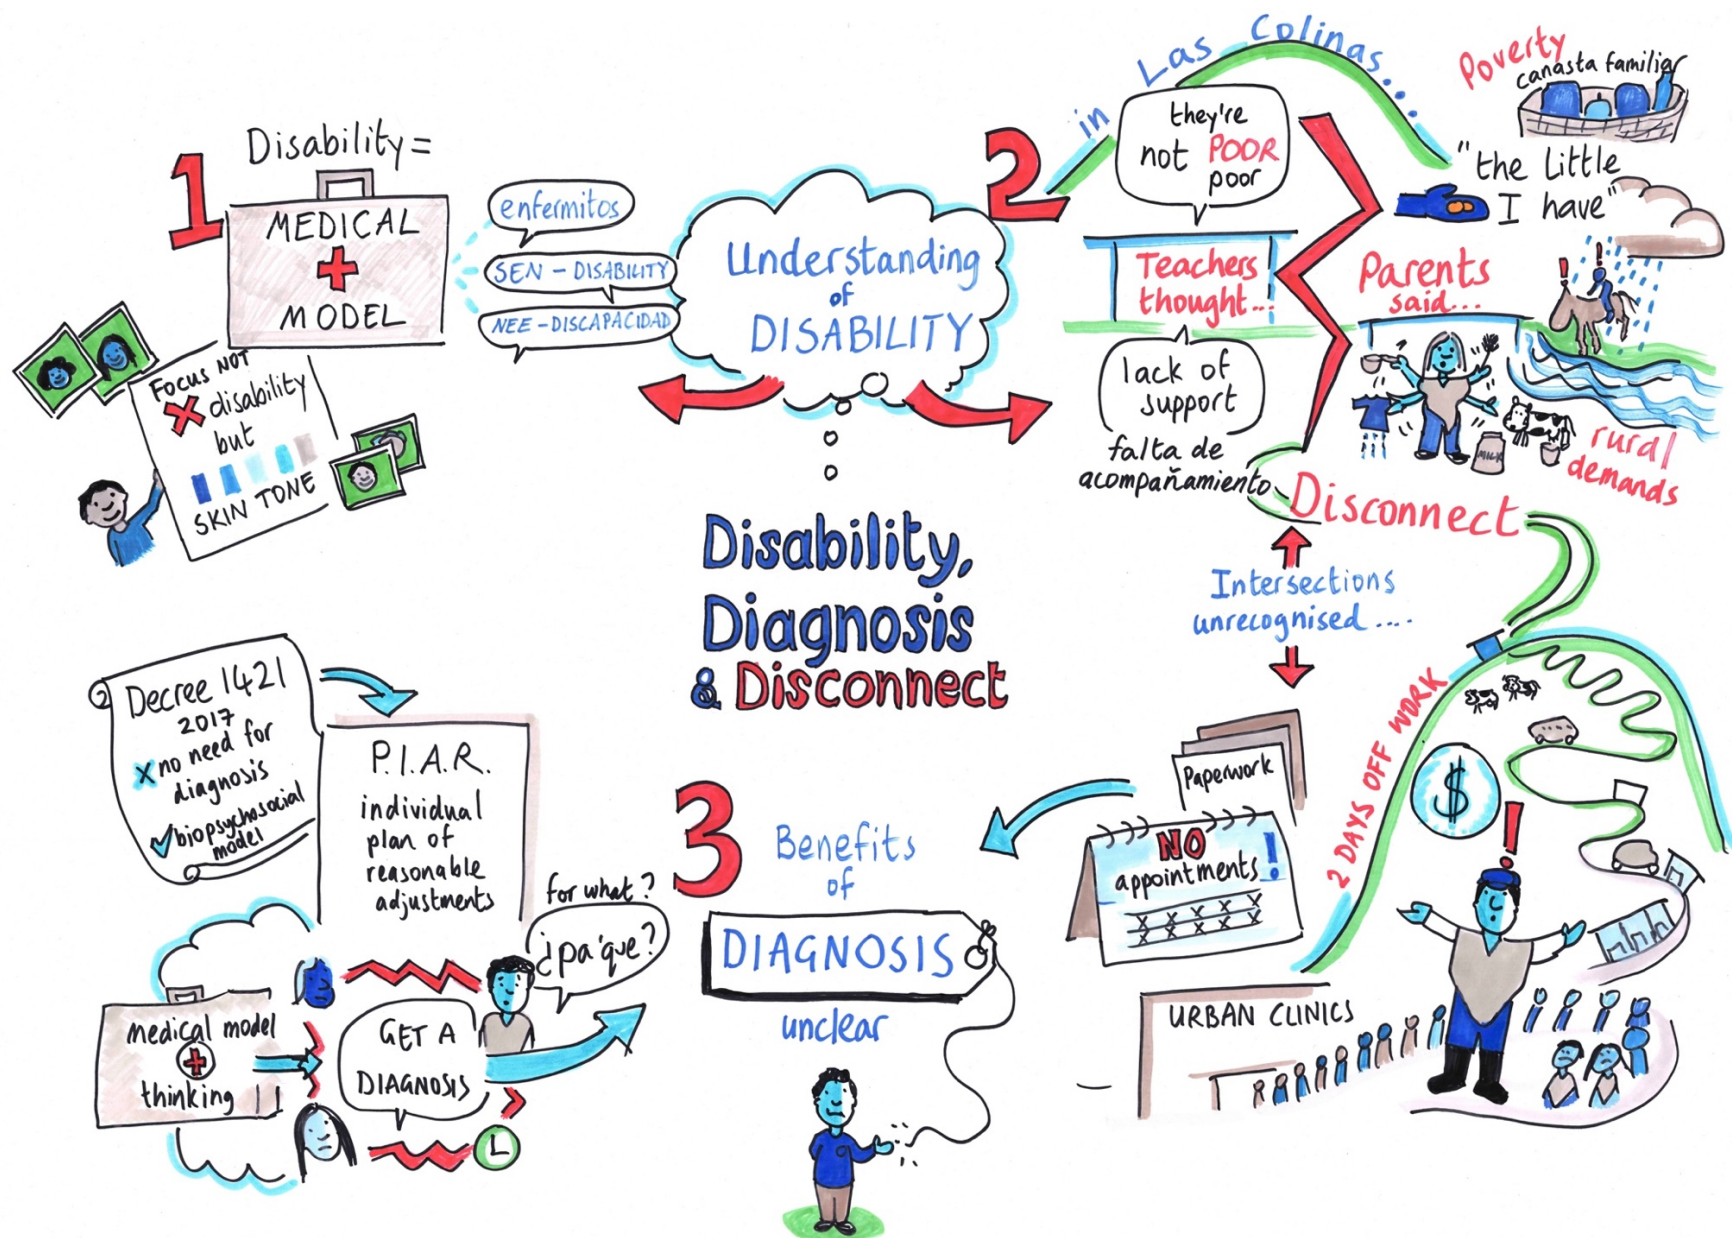 1
Disability =
MEDICAL
MODEL
enfermitos
SEN - DISABILITY
NEE - DISCAPACIDAD
FOCUS NOT
disability
but
SKIN TONE
Understanding
of
DISABILITY
2
in Las Colinas....
they're
not POOR
poor
Teachers
thought...
lack of
support
falta de
acompañamiento
Poverty
canasta familiar
"the little
I have"
Parents
said...
MILK
rural
demands
Disconnect
Intersections
unrecognised ....
Disability,
Diagnosis
& Disconnect
Decree 1421
2017
x no need for
diagnosis
✓ biopsychosocial
model
P.I.A.R.
individual
plan of
reasonable
adjustments
for what?
¿pa'que?
medical model
thinking
GET A
DIAGNOSIS
3
Benefits
of
DIAGNOSIS
unclear
Paperwork
NO
appointments!
x x x x x
x x x x x
2 DAYS OFF WORK
$
!
URBAN CLINICS